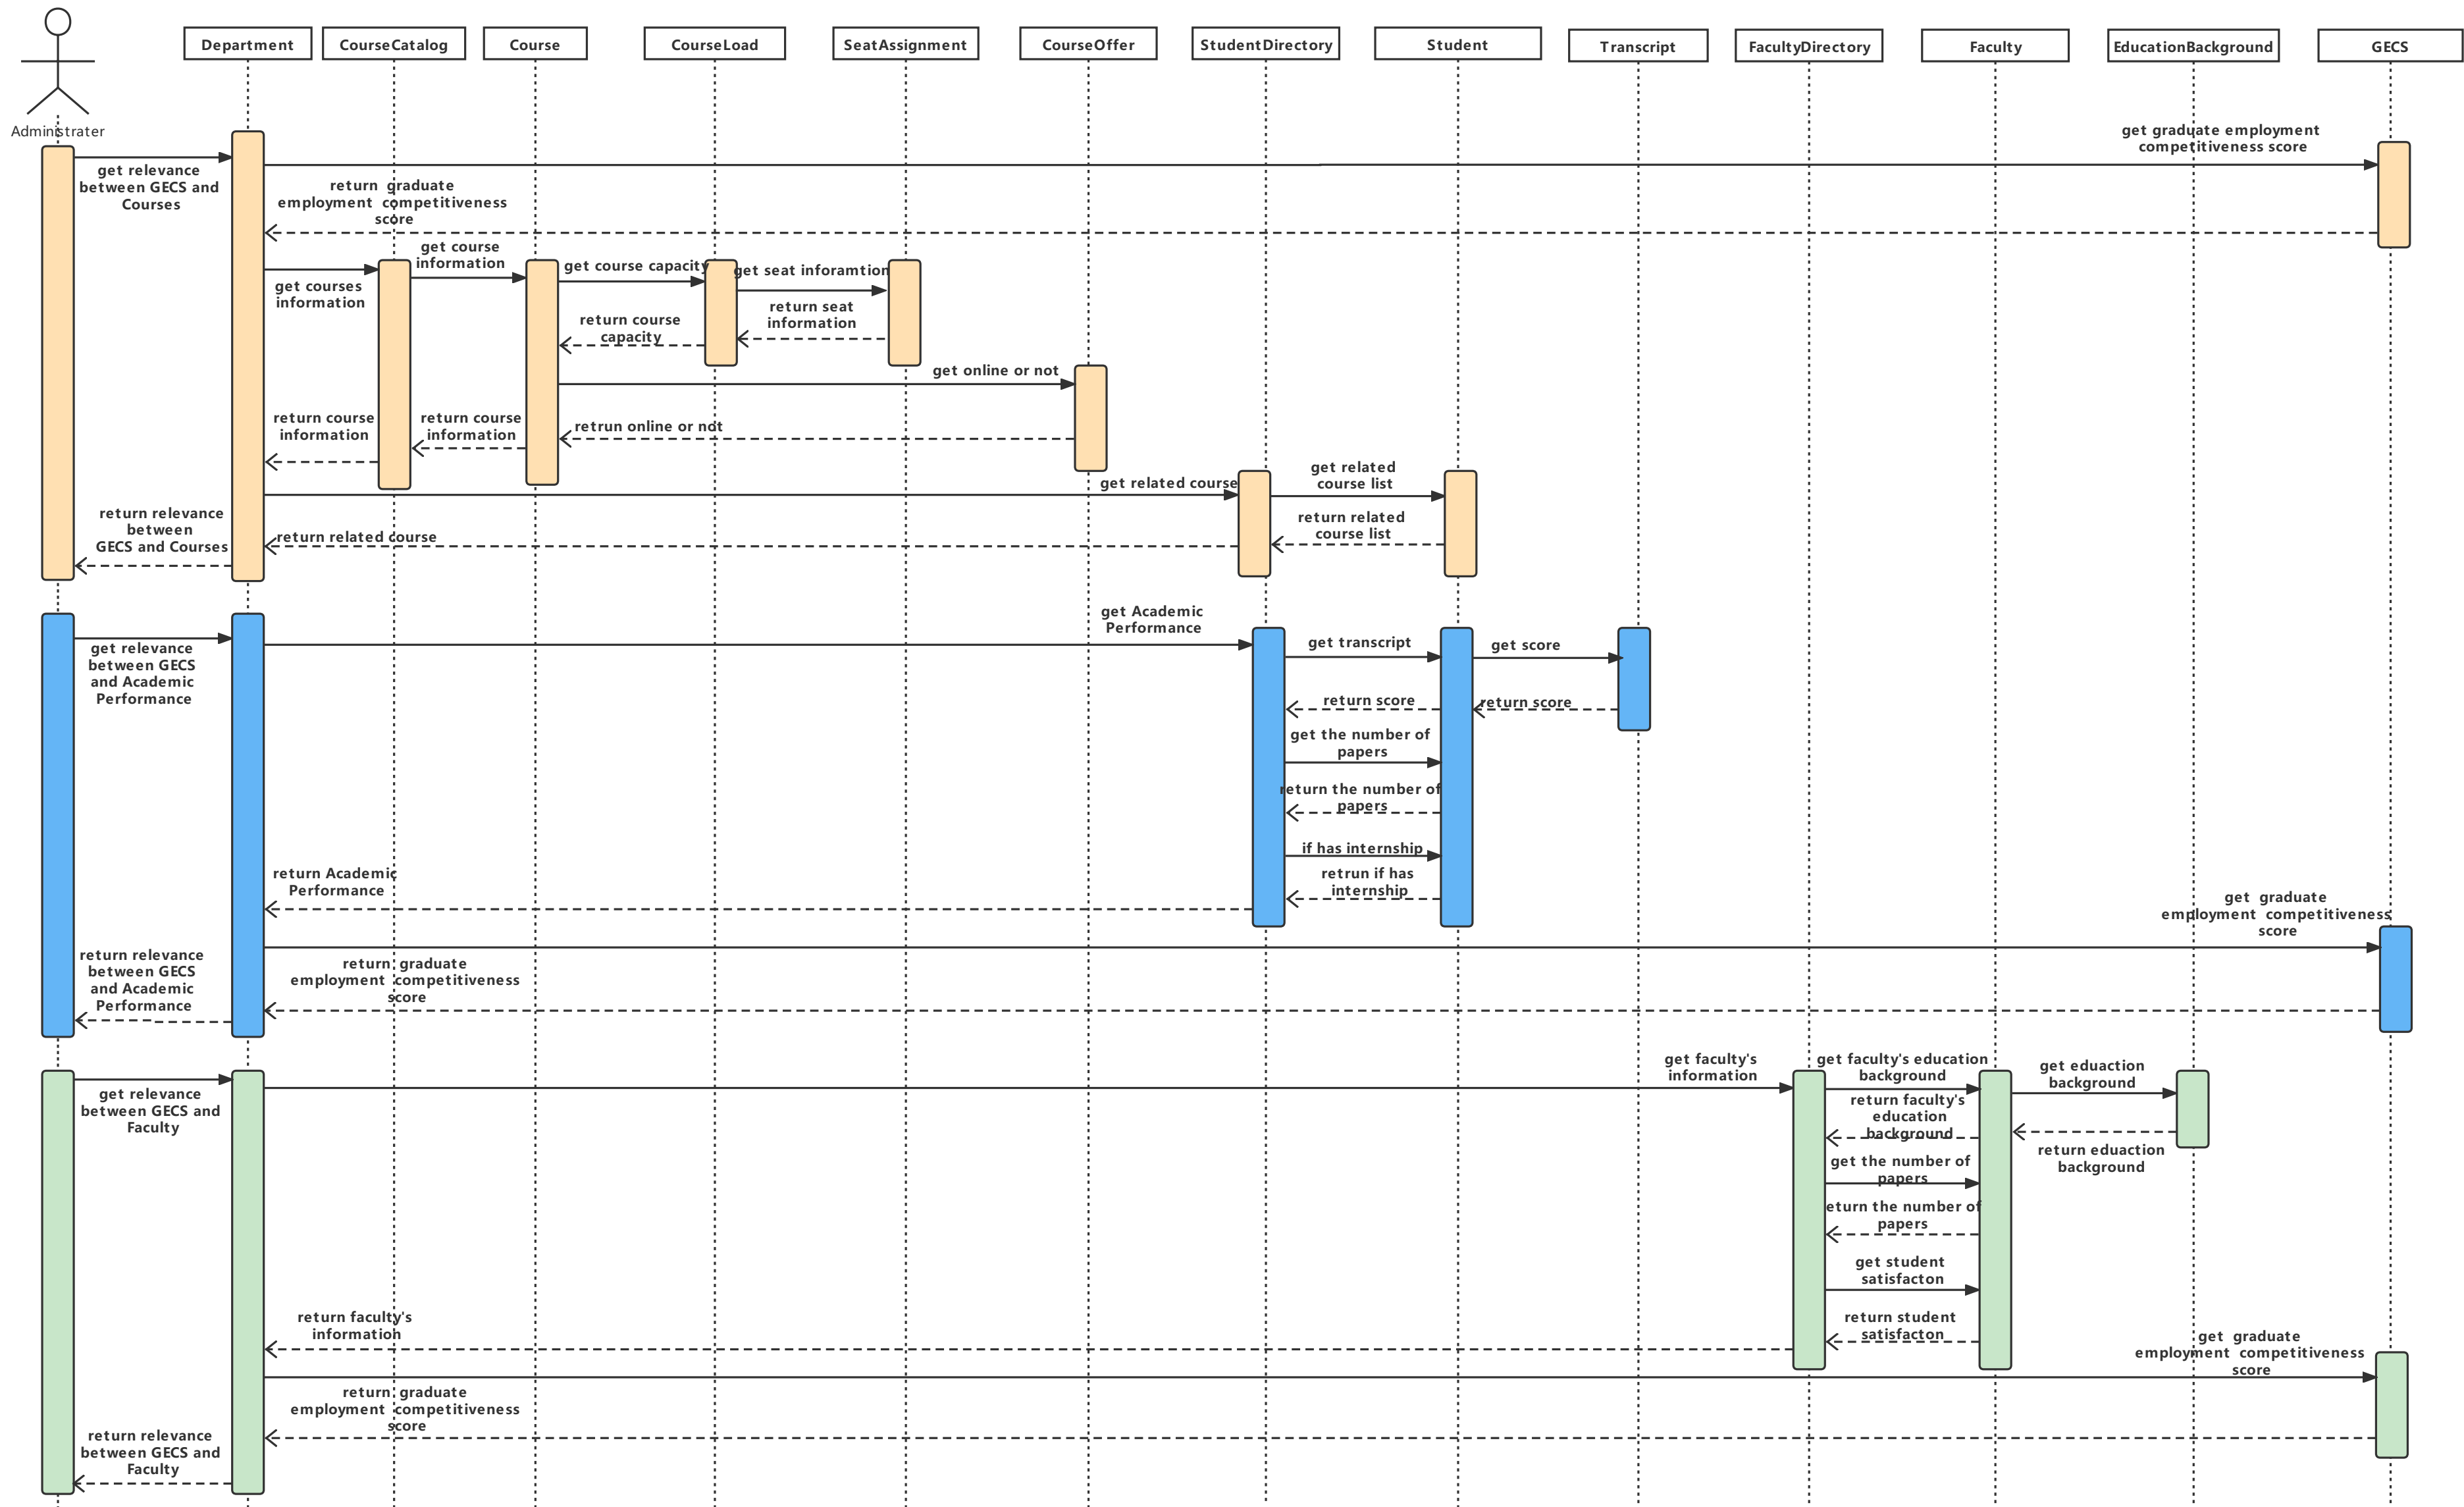 Department
CourseCatalog
Course
CourseLoad
SeatAssignment
CourseOffer
StudentDirectory
Student
Transcript
FacultyDirectory
Faculty
EducationBackground
GECS
Administrater
get relevance
between GECS and
Courses
get graduate employment
competitiveness score
return graduate
employment competitiveness
score
get courses
information
get course
information
get course capacity
get seat inforamtion
return seat
information
return course
capacity
get online or not
retrun online or not
return course
information
return course
information
get related course
get related
course list
return related
course list
return related course
return relevance
between
GECS and Courses
get relevance
between GECS
and Academic
Performance
get Academic
Performance
get transcript
get score
return score
return score
get the number of
papers
return the number of
papers
if has internship
retrun if has
internship
return Academic
Performance
get graduate
employment competitiveness
score
return graduate
employment competitiveness
score
return relevance
between GECS
and Academic
Performance
get relevance
between GECS and
Faculty
get faculty's
information
get faculty's education
background
get eduaction
background
return faculty's
education
background
return eduaction
background
get the number of
papers
eturn the number of
papers
get student
satisfacton
return student
satisfacton
return faculty's
information
get graduate
employment competitiveness
score
return graduate
employment competitiveness
score
return relevance
between GECS and
Faculty